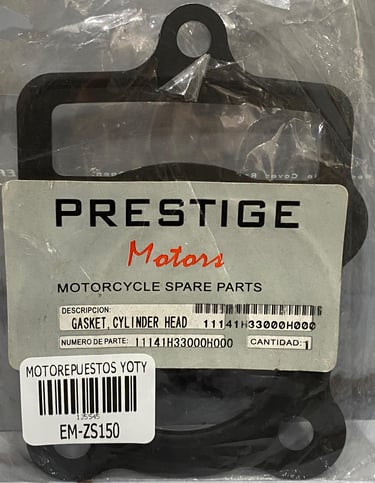 PRESTIGE
Motors
MOTORCYCLE SPARE PARTS
DESCRIPCION:
GASKET, CYLINDER HEAD 11141H33000H000
NUMERO DE PARTE: 11141H33000H000 CANTIDAD: 1
MOTOREPUESTOS YOTY
125545
EM-ZS150